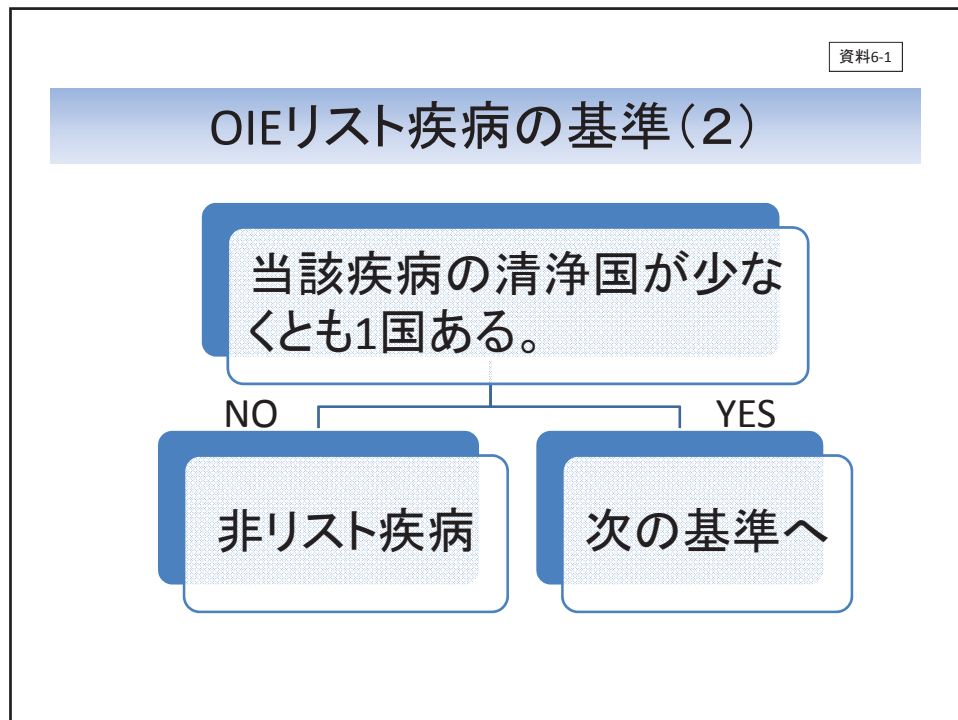 資料6-1
OIEリスト疾病の基準（２）
当該疾病の清浄国が少な
くとも1国ある。
NO
YES
非リスト疾病
次の基準へ